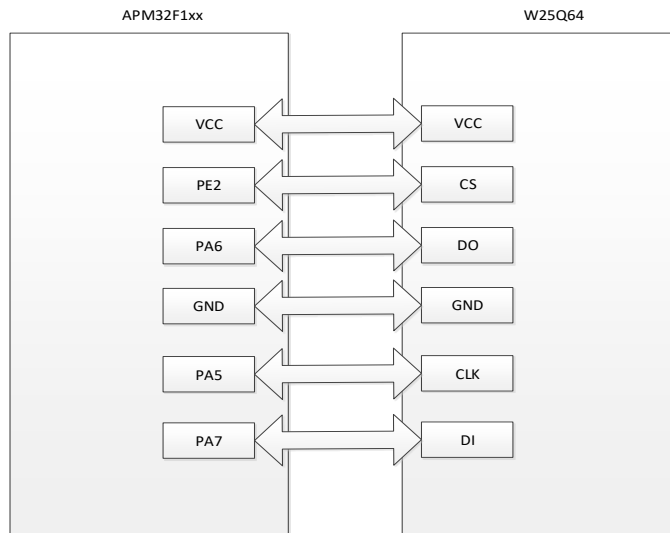 APM32F1xx
W25Q64
VCC
VCC
PE2
CS
PA6
DO
GND
GND
PA5
CLK
PA7
DI